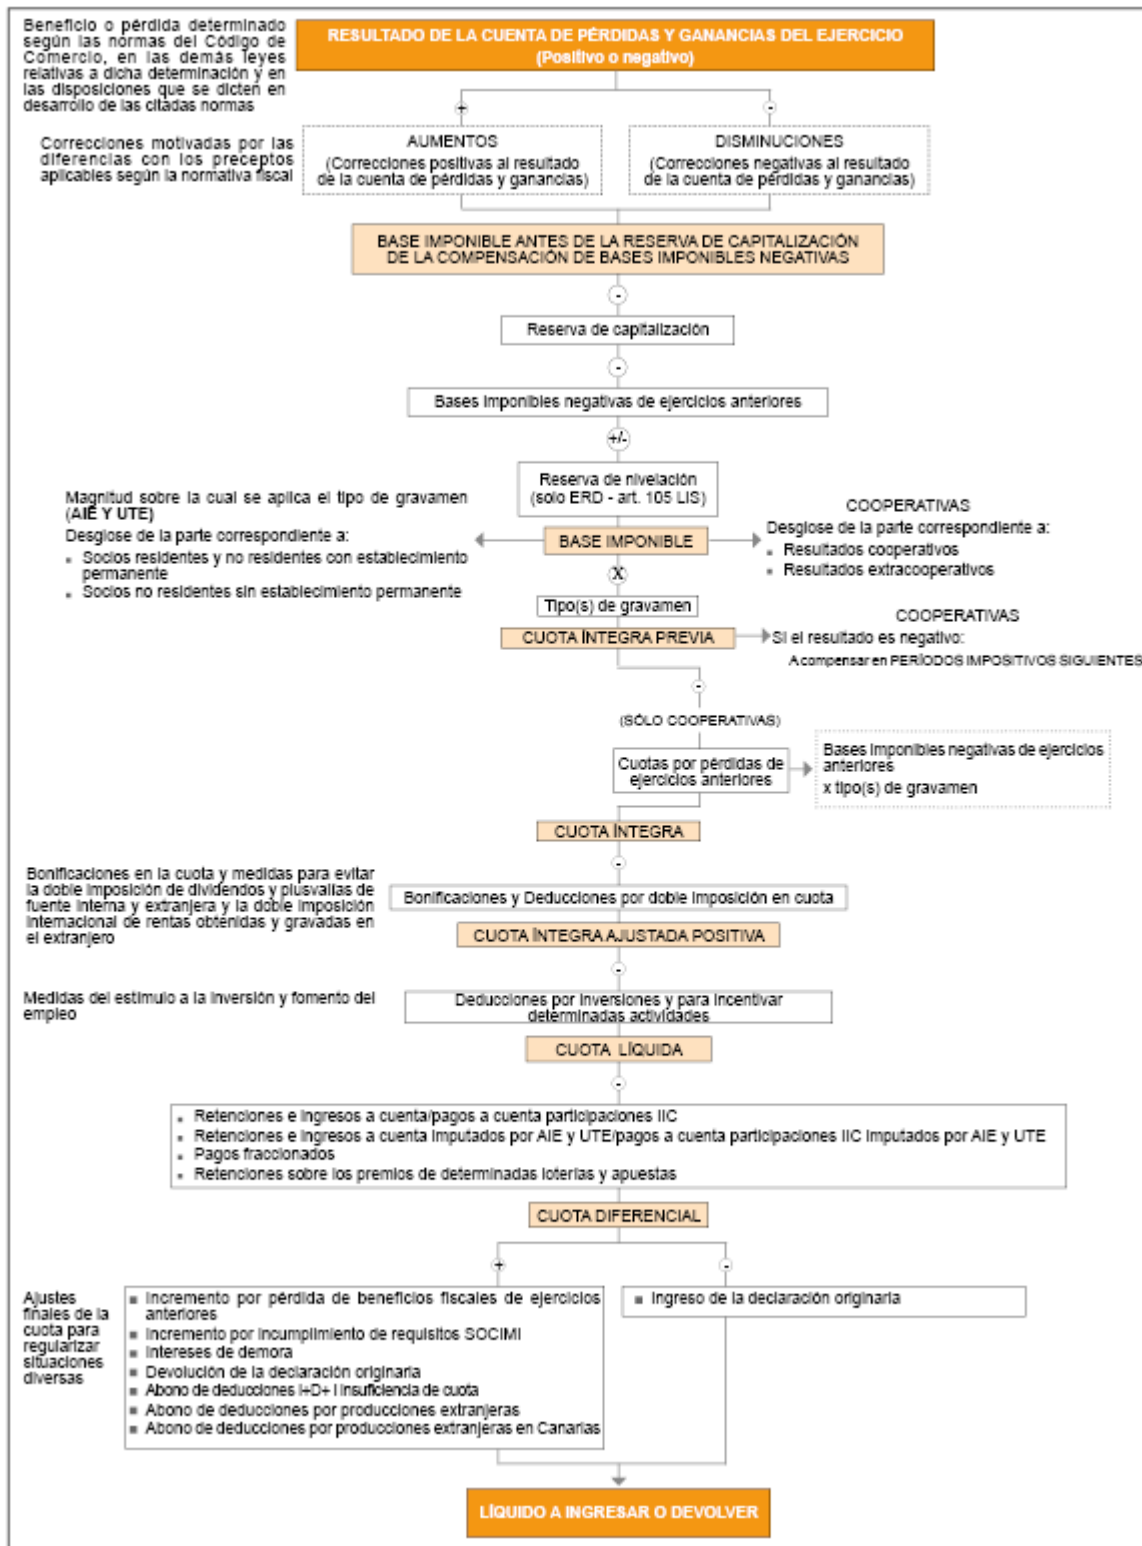 Beneficio o pérdida determinado
según las normas del Código de
Comercio, en las demás leyes
relativas a dicha determinación y en
las disposiciones que se dicten en
desarrollo de las citadas normas
RESULTADO DE LA CUENTA DE PÉRDIDAS Y GANANCIAS DEL EJERCICIO
(Positivo o negativo)
+
-
Correcciones motivadas por las
diferencias con los preceptos
aplicables según la normativa fiscal
AUMENTOS
(Correcciones positivas al resultado
de la cuenta de pérdidas y ganancias)
DISMINUCIONES
(Correcciones negativas al resultado
de la cuenta de pérdidas y ganancias)
BASE IMPONIBLE ANTES DE LA RESERVA DE CAPITALIZACIÓN
DE LA COMPENSACIÓN DE BASES IMPONIBLES NEGATIVAS
-
Reserva de capitalización
-
Bases imponibles negativas de ejercicios anteriores
+/-
Reserva de nivelación
(solo ERD - art. 105 LIS)
Magnitud sobre la cual se aplica el tipo de gravamen
(AIE Y UTE)
Desglose de la parte correspondiente a:
▪ Socios residentes y no residentes con establecimiento
permanente
▪ Socios no residentes sin establecimiento permanente
BASE IMPONIBLE
COOPERATIVAS
Desglose de la parte correspondiente a:
▪ Resultados cooperativos
▪ Resultados extracooperativos
X
Tipo(s) de gravamen
CUOTA ÍNTEGRA PREVIA
COOPERATIVAS
Si el resultado es negativo:
A compensar en PERÍODOS IMPOSITIVOS SIGUIENTES
-
(SÓLO COOPERATIVAS)
Cuotas por pérdidas de
ejercicios anteriores
Bases imponibles negativas de ejercicios
anteriores
x tipo(s) de gravamen
CUOTA ÍNTEGRA
-
Bonificaciones en la cuota y medidas para evitar
la doble imposición de dividendos y plusvalías de
fuente interna y extranjera y la doble imposición
internacional de rentas obtenidas y gravadas en
el extranjero
Bonificaciones y Deducciones por doble imposición en cuota
CUOTA ÍNTEGRA AJUSTADA POSITIVA
-
Medidas del estímulo a la inversión y fomento del
empleo
Deducciones por inversiones y para incentivar
determinadas actividades
CUOTA LÍQUIDA
-
▪ Retenciones e ingresos a cuenta/pagos a cuenta participaciones IIC
▪ Retenciones e ingresos a cuenta imputados por AIE y UTE/pagos a cuenta participaciones IIC imputados por AIE y UTE
▪ Pagos fraccionados
▪ Retenciones sobre los premios de determinadas loterías y apuestas
CUOTA DIFERENCIAL
+
-
Ajustes
finales de la
cuota para
regularizar
situaciones
diversas
▪ Incremento por pérdida de beneficios fiscales de ejercicios
anteriores
▪ Incremento por incumplimiento de requisitos SOCIMI
▪ Intereses de demora
▪ Devolución de la declaración originaria
▪ Abono de deducciones I+D+ I insuficiencia de cuota
▪ Abono de deducciones por producciones extranjeras
▪ Abono de deducciones por producciones extranjeras en Canarias
▪ Ingreso de la declaración originaria
LÍQUIDO A INGRESAR O DEVOLVER